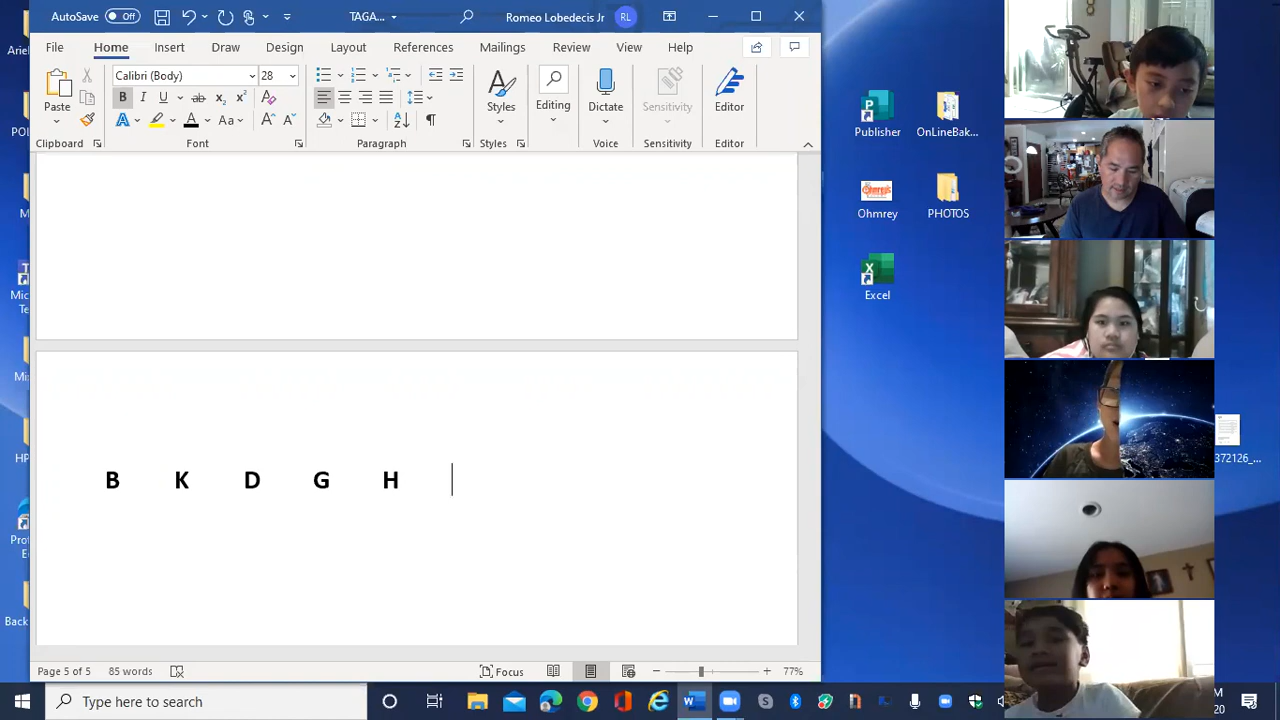 AutoSave Off TAGA... Romeo Lobedecis Jr RL
File Home Insert Draw Design Layout References Mailings Review View Help
Calibri (Body) 28
Paste Styles Editing Dictate Sensitivity Editor
Clipboard Font Paragraph Styles Voice Sensitivity Editor
B K D G H
Page 5 of 5 85 words Focus 77%
Publisher OnLineBak...
Ohmrey PHOTOS
Excel
372126_...
Type here to search